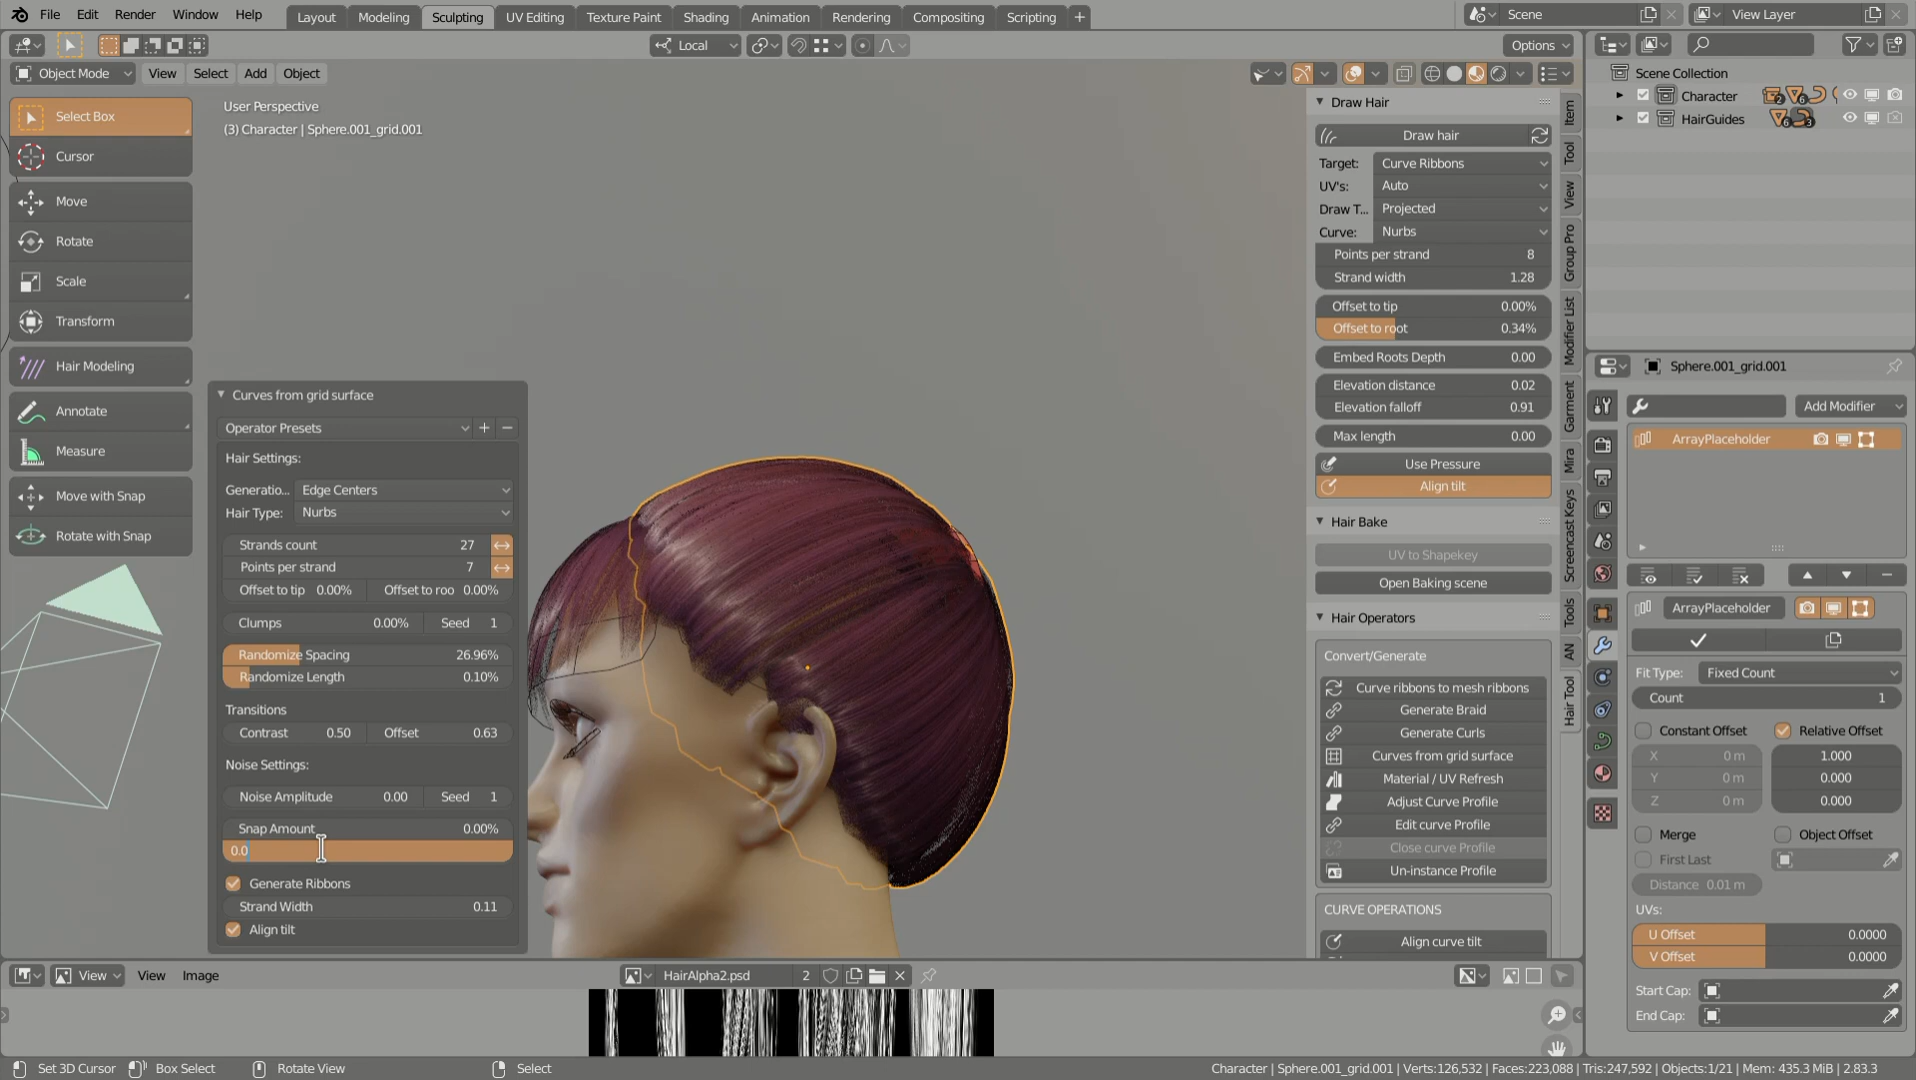 File Edit Render Window Help
Layout Modeling Sculpting UV Editing Texture Paint Shading Animation Rendering Compositing Scripting +
Scene
View Layer
Local
Options
Object Mode View Select Add Object
Select Box
Cursor
Move
Rotate
Scale
Transform
Hair Modeling
Annotate
Measure
Move with Snap
Rotate with Snap
User Perspective
(3) Character | Sphere.001_grid.001
Curves from grid surface
Operator Presets
Hair Settings:
Generatio... Edge Centers
Hair Type: Nurbs
Strands count 27
Points per strand 7
Offset to tip 0.00% Offset to roo 0.00%
Clumps 0.00% Seed 1
Randomize Spacing 26.96%
Randomize Length 0.10%
Transitions
Contrast 0.50 Offset 0.63
Noise Settings:
Noise Amplitude 0.00 Seed 1
Snap Amount 0.00%
0.0
Generate Ribbons
Strand Width 0.11
Align tilt
Draw Hair
Draw hair
Target: Curve Ribbons
UV's: Auto
Draw T... Projected
Curve: Nurbs
Points per strand 8
Strand width 1.28
Offset to tip 0.00%
Offset to root 0.34%
Embed Roots Depth 0.00
Elevation distance 0.02
Elevation falloff 0.91
Max length 0.00
Use Pressure
Align tilt
Hair Bake
UV to Shapekey
Open Baking scene
Hair Operators
Convert/Generate
Curve ribbons to mesh ribbons
Generate Braid
Generate Curls
Curves from grid surface
Material / UV Refresh
Adjust Curve Profile
Edit curve Profile
Close curve Profile
Un-instance Profile
CURVE OPERATIONS
Align curve tilt
Item
Tool
View
Group Pro
Modifier List
Garment
Mira
Screencast Keys
Tools
AN
Hair Tool
Scene Collection
Character 2 6
HairGuides 6 3
Sphere.001_grid.001
Add Modifier
ArrayPlaceholder
ArrayPlaceholder
Fit Type: Fixed Count
Count 1
Constant Offset Relative Offset
X 0 m 1.000
Y 0 m 0.000
Z 0 m 0.000
Merge Object Offset
First Last
Distance 0.01 m
UVs:
U Offset 0.0000
V Offset 0.0000
Start Cap:
End Cap:
View View Image
HairAlpha2.psd 2
Set 3D Cursor Box Select Rotate View Select
Character | Sphere.001_grid.001 | Verts:126,532 | Faces:223,088 | Tris:247,592 | Objects:1/21 | Mem: 435.3 MiB | 2.83.3